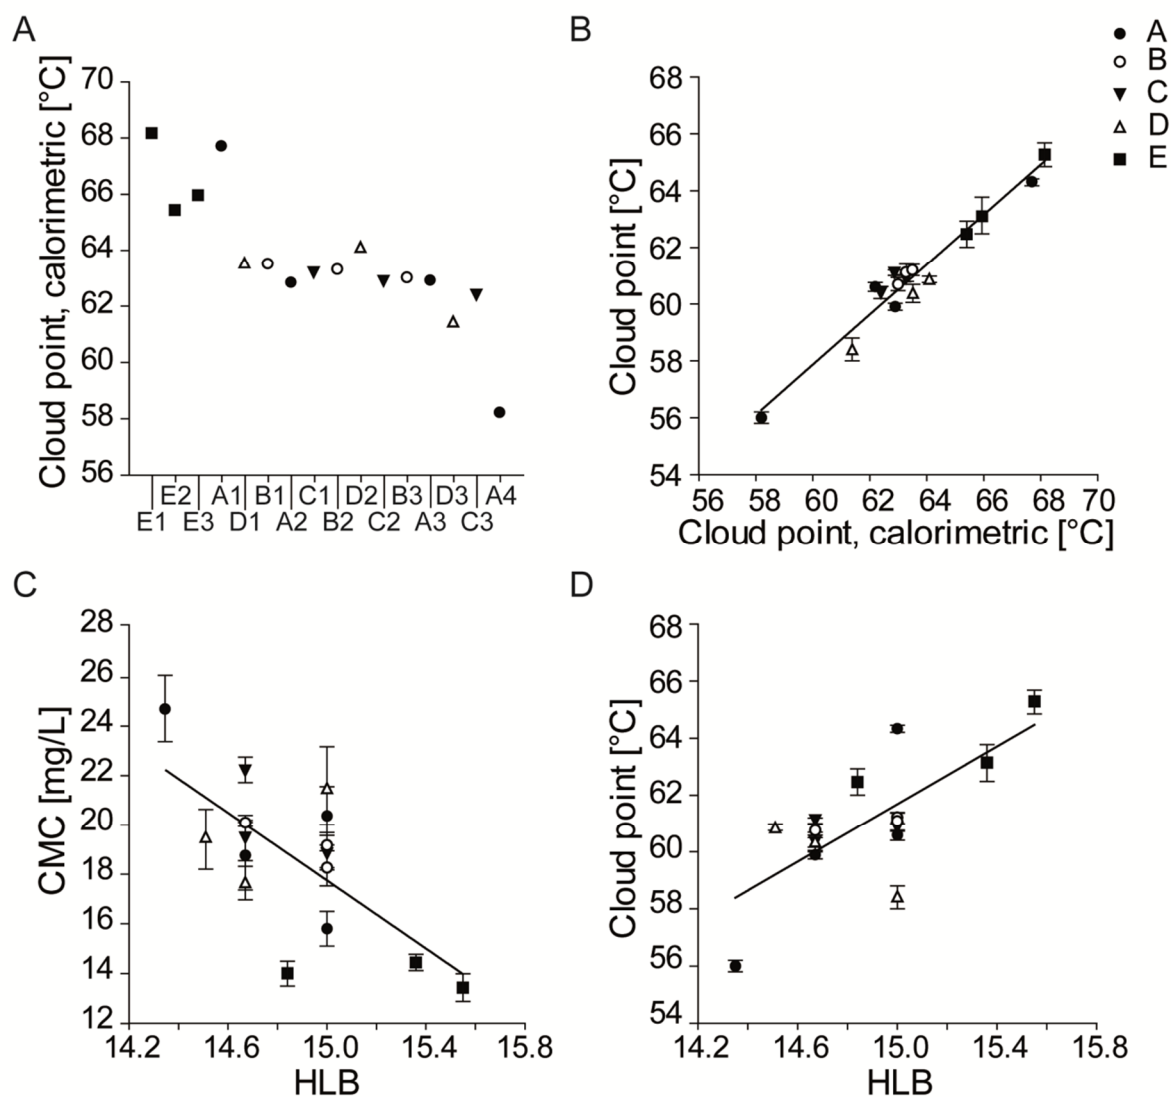 A
Cloud point, calorimetric [°C]
70
68
66
64
62
60
58
56
E2 A1 B1 C1 D2 B3 D3 A4
E1 E3 D1 A2 B2 C2 A3 C3
B
A
B
C
D
E
Cloud point [°C]
68
66
64
62
60
58
56
54
56 58 60 62 64 66 68 70
Cloud point, calorimetric [°C]
C
CMC [mg/L]
28
26
24
22
20
18
16
14
12
14.2 14.6 15.0 15.4 15.8
HLB
D
Cloud point [°C]
68
66
64
62
60
58
56
54
14.2 14.6 15.0 15.4 15.8
HLB